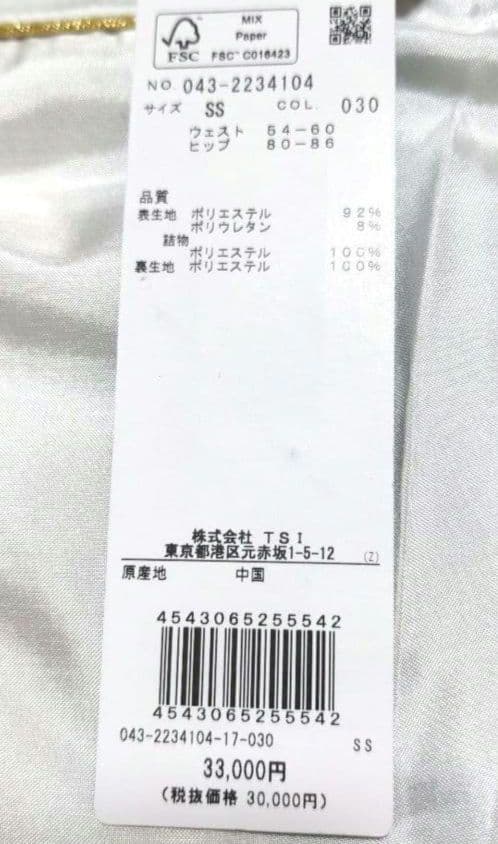 MIX
Paper
FSC FSC™ C016423
NO. 043-2234104
サイズ SS COL. 030
ウェスト 54-60
ヒップ 80-86
品質
表生地 ポリエステル 92%
ポリウレタン 8%
詰物
ポリエステル 100%
裏生地 ポリエステル 100%
株式会社 TSI
東京都港区元赤坂1-5-12 (Z)
原産地 中国
4543065255542
4543065255542
043-2234104-17-030 SS
33,000円
(税抜価格 30,000円)